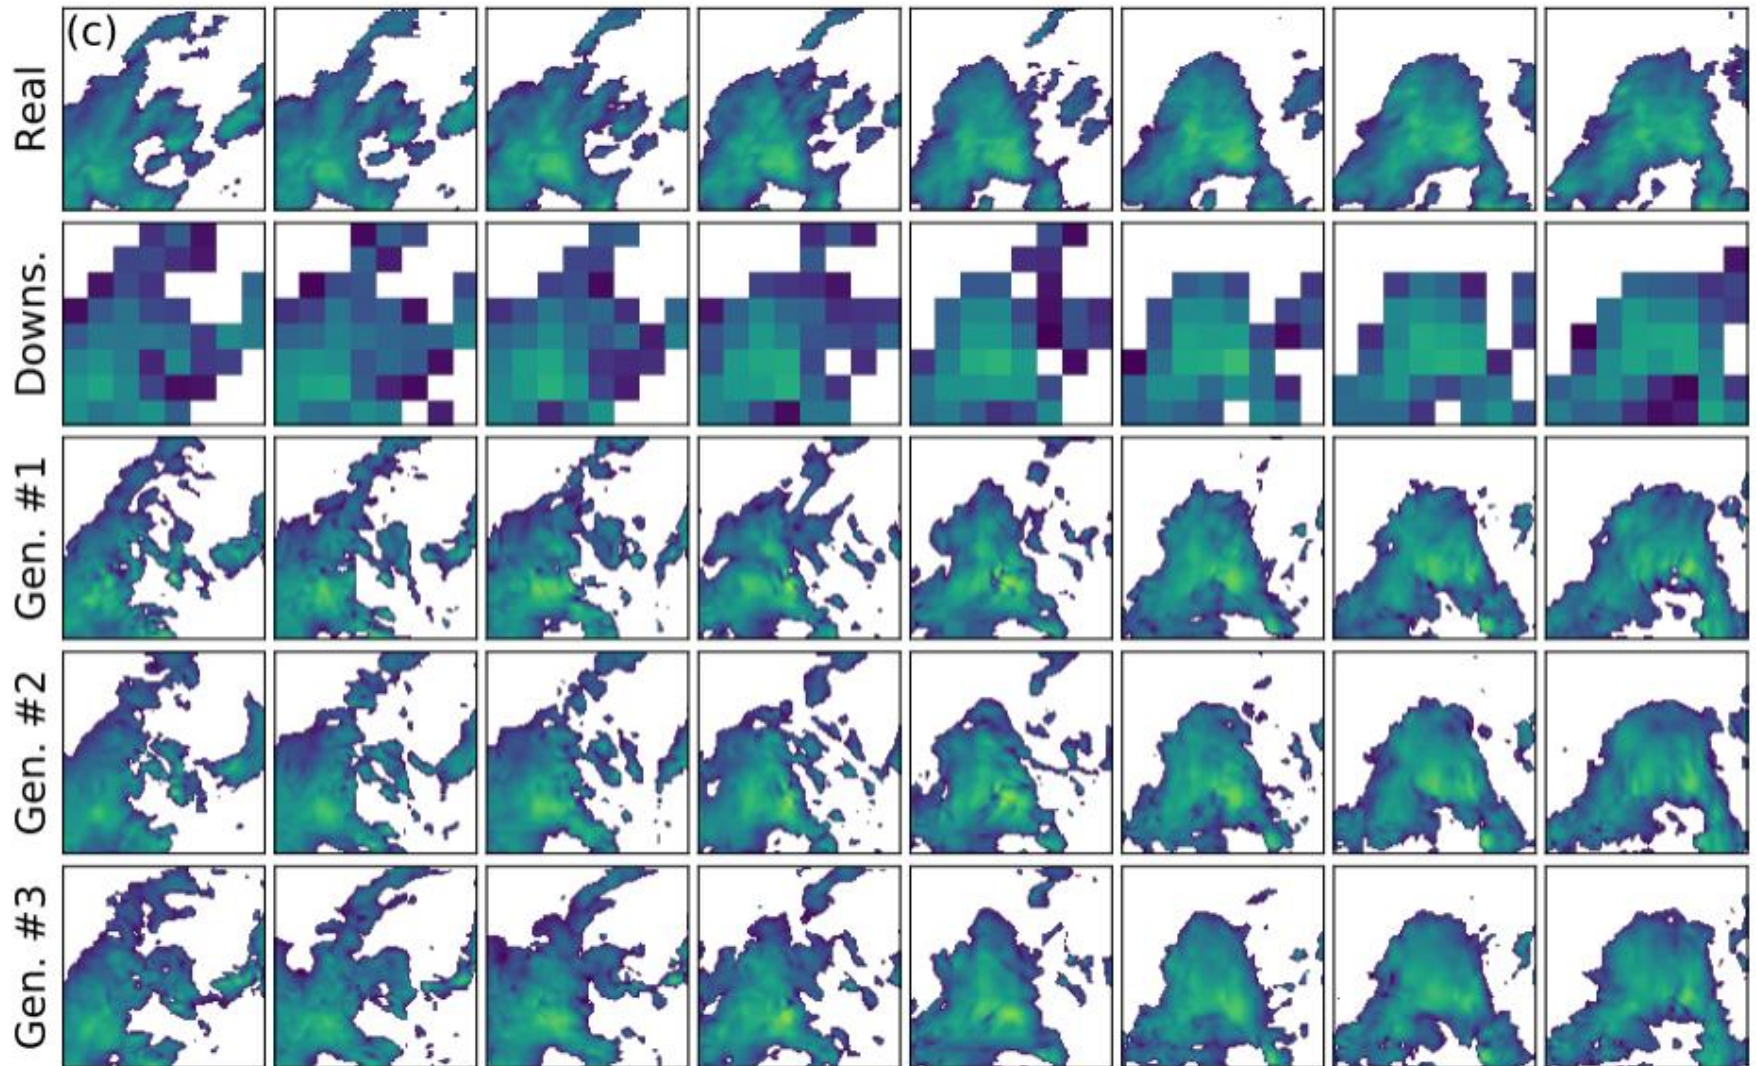 (c)
Real
Downs.
Gen. #1
Gen. #2
Gen. #3